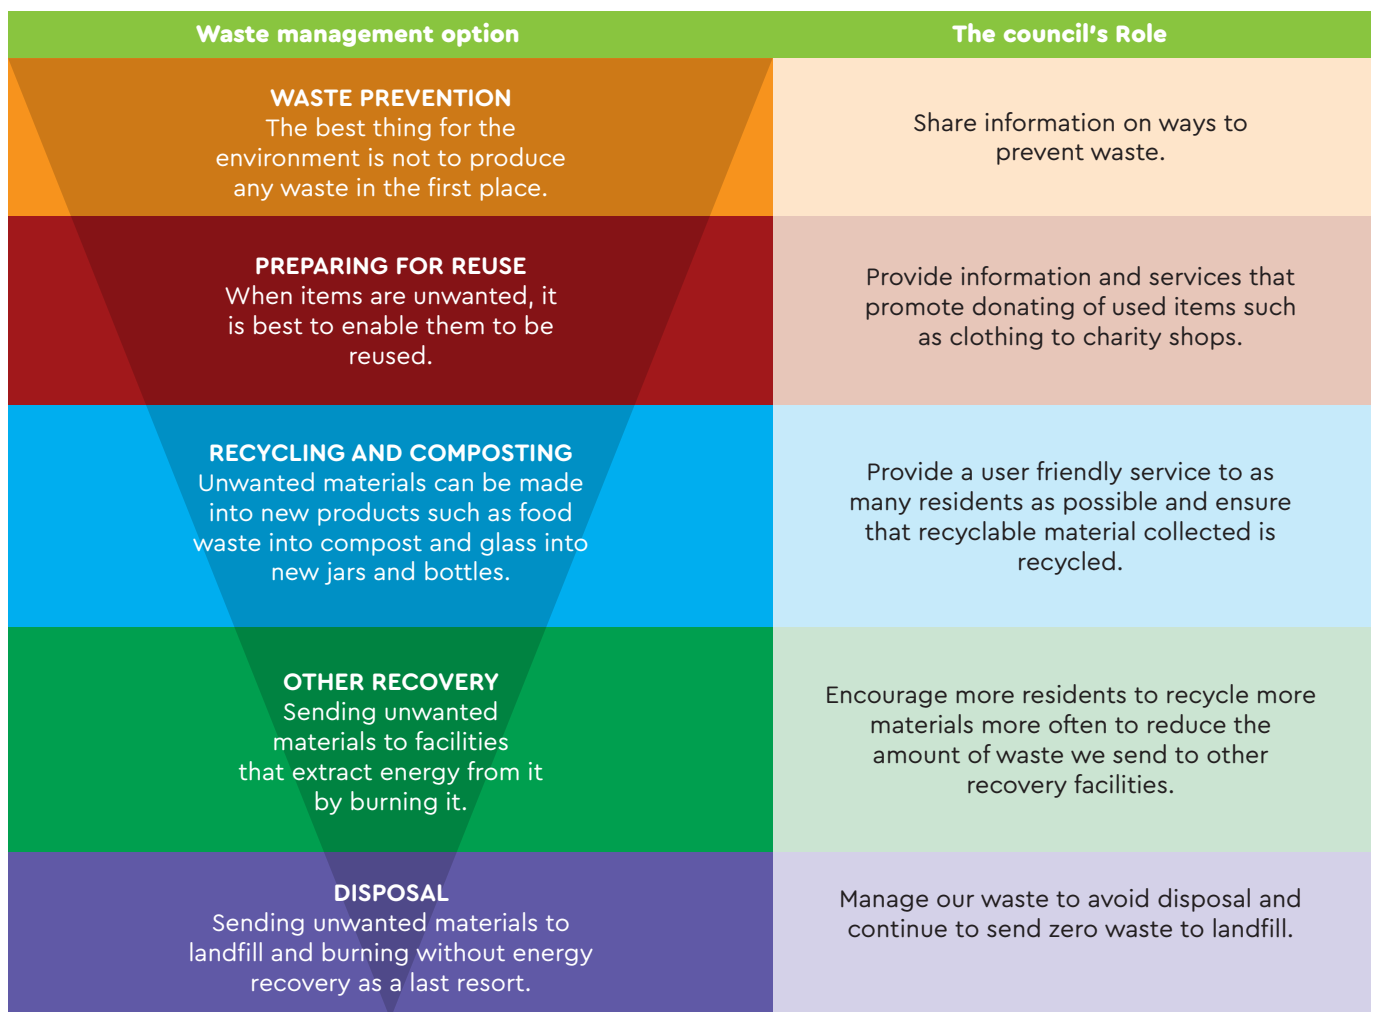 Waste management option
The council's Role
WASTE PREVENTION
The best thing for the
environment is not to produce
any waste in the first place.
Share information on ways to
prevent waste.
PREPARING FOR REUSE
When items are unwanted, it
is best to enable them to be
reused.
Provide information and services that
promote donating of used items such
as clothing to charity shops.
RECYCLING AND COMPOSTING
Unwanted materials can be made
into new products such as food
waste into compost and glass into
new jars and bottles.
Provide a user friendly service to as
many residents as possible and ensure
that recyclable material collected is
recycled.
OTHER RECOVERY
Sending unwanted
materials to facilities
that extract energy from it
by burning it.
Encourage more residents to recycle more
materials more often to reduce the
amount of waste we send to other
recovery facilities.
DISPOSAL
Sending unwanted materials to
landfill and burning without energy
recovery as a last resort.
Manage our waste to avoid disposal and
continue to send zero waste to landfill.